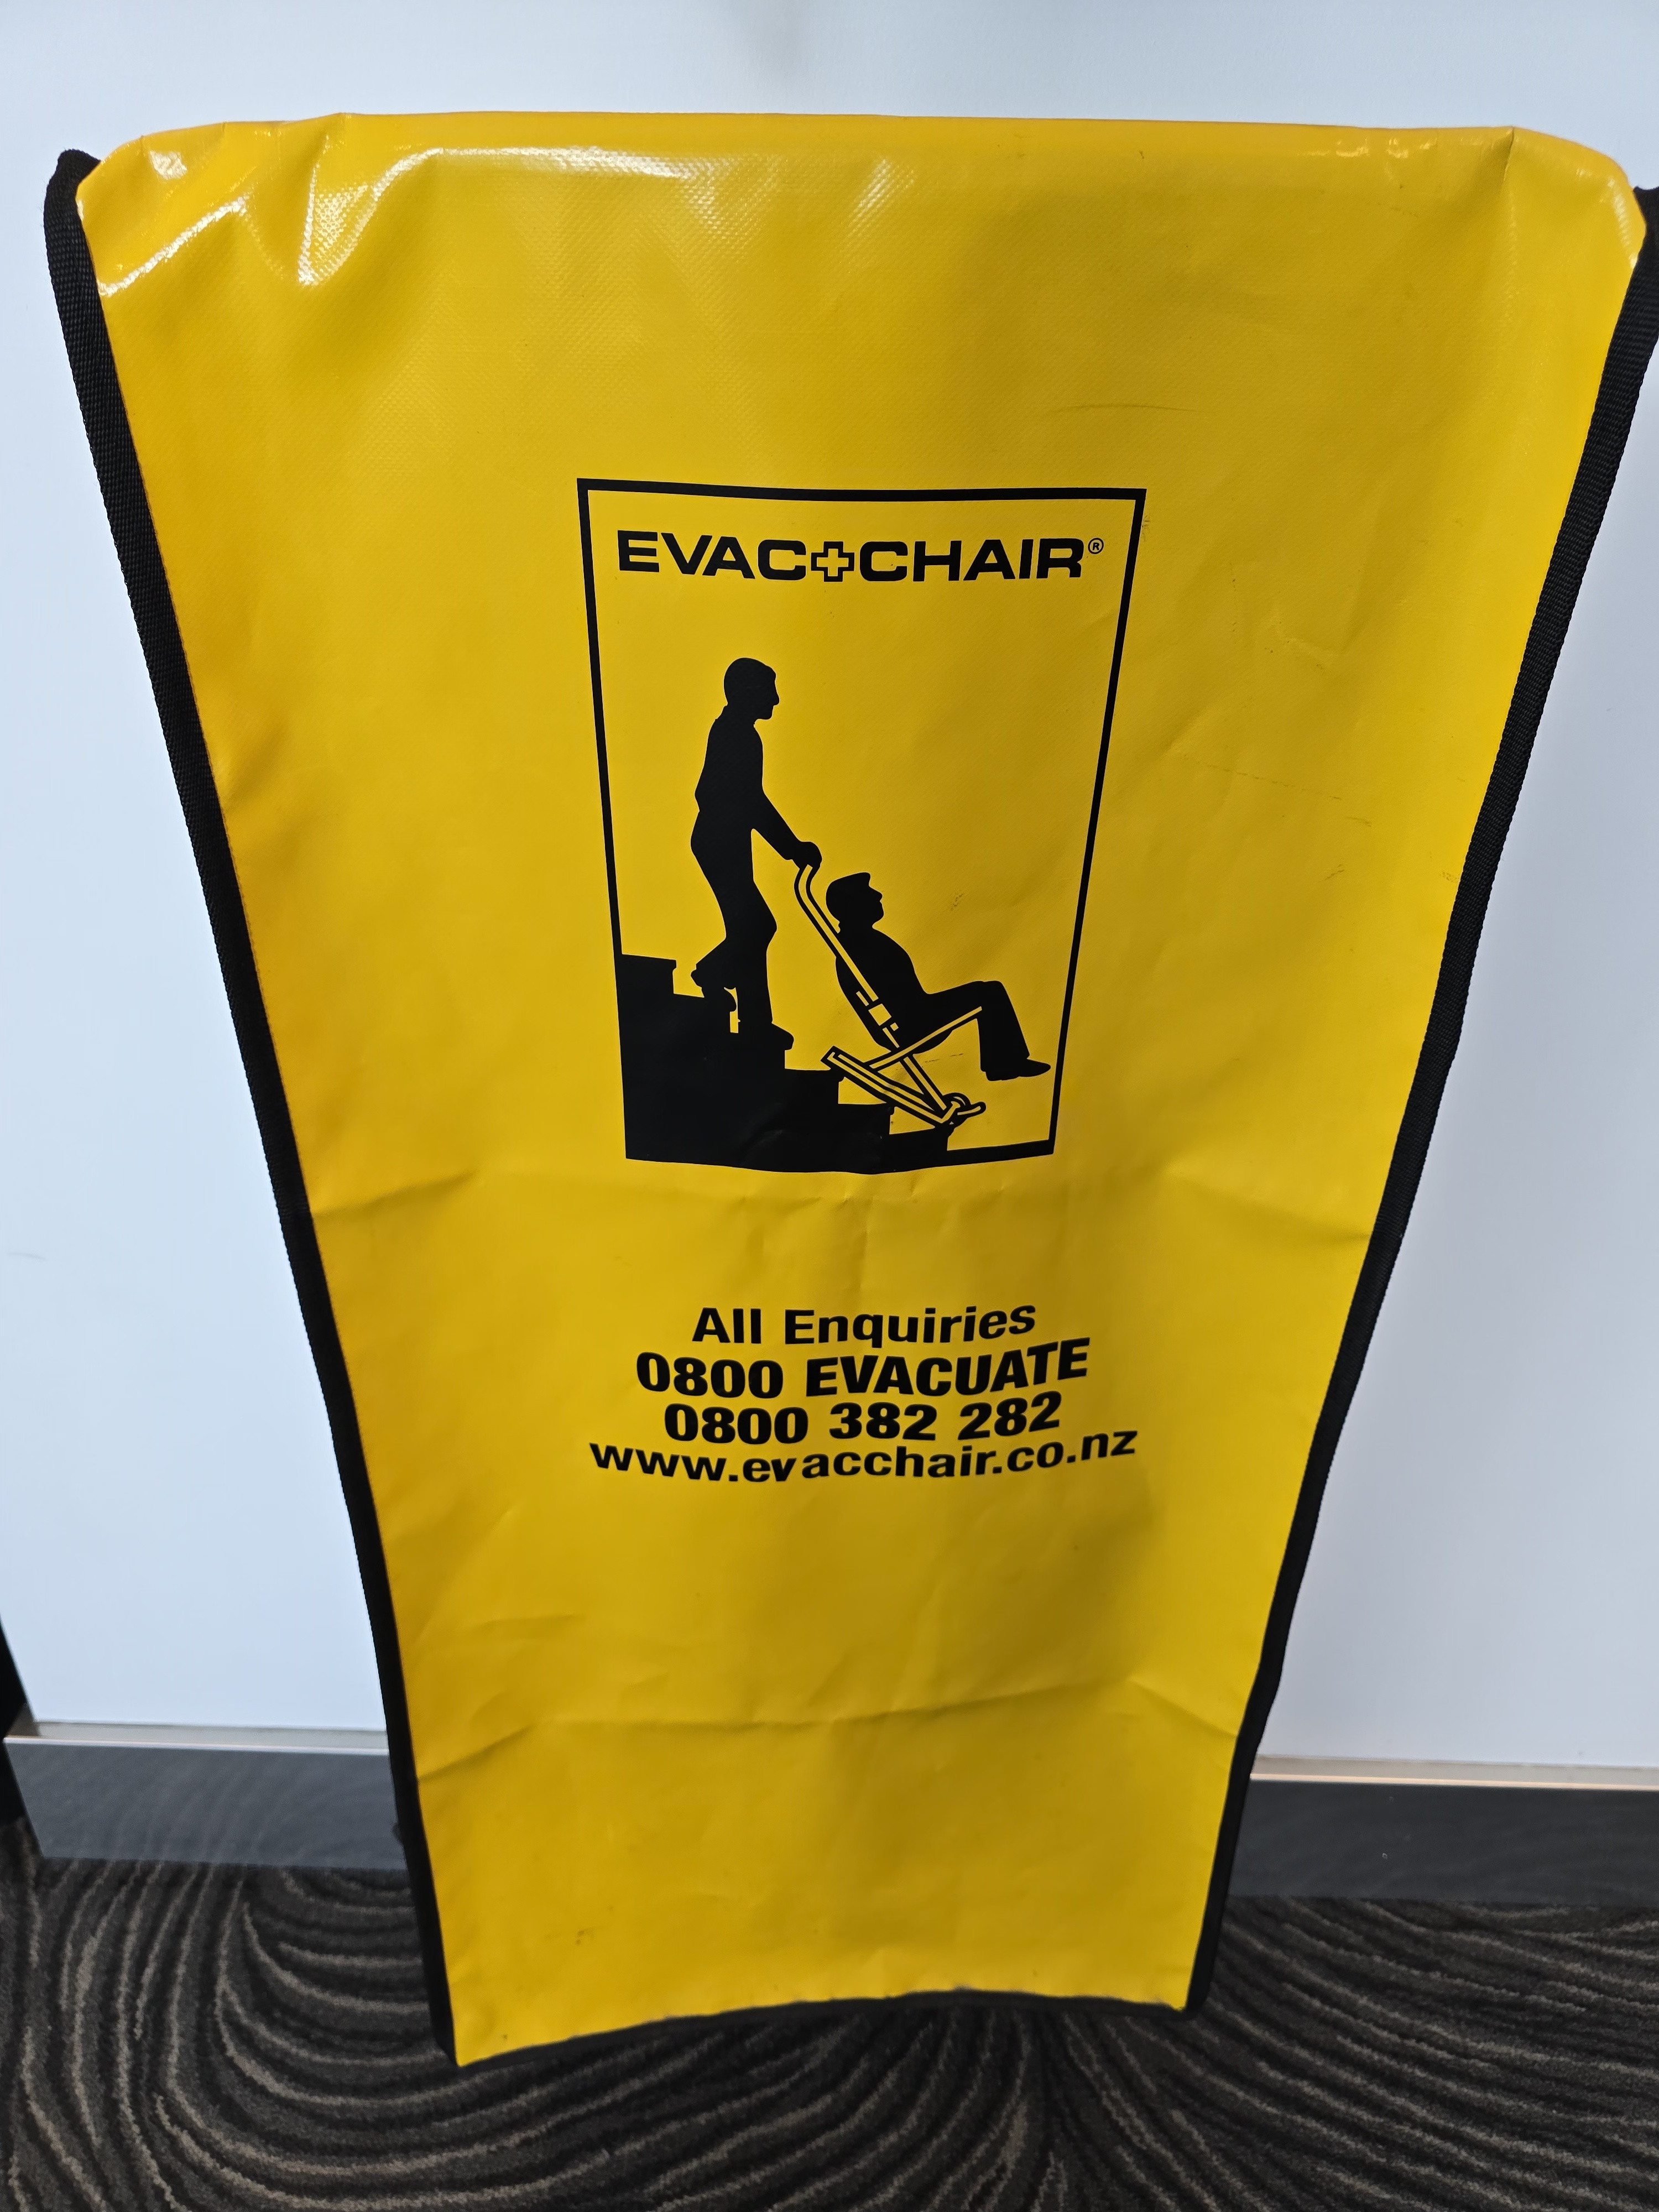 EVAC+CHAIR®
All Enquiries
0800 EVACUATE
0800 382 282
www.evacchair.co.nz